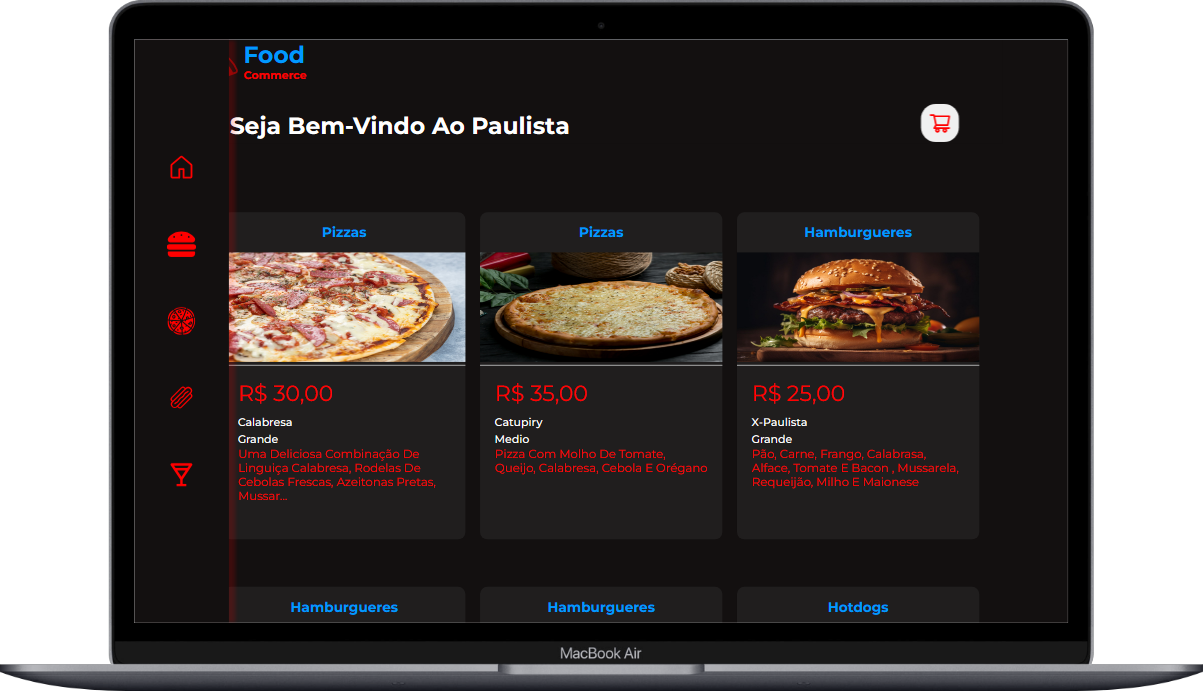 Food
Commerce
Seja Bem-Vindo Ao Paulista
Pizzas
R$ 30,00
Calabresa
Grande
Uma Deliciosa Combinação De
Linguiça Calabresa, Rodelas De
Cebolas Frescas, Azeitonas Pretas,
Mussar...
Pizzas
R$ 35,00
Catupiry
Medio
Pizza Com Molho De Tomate,
Queijo, Calabresa, Cebola E Orégano
Hamburgueres
R$ 25,00
X-Paulista
Grande
Pão, Carne, Frango, Calabrasa,
Alface, Tomate E Bacon , Mussarela,
Requeijão, Milho E Maionese
Hamburgueres
Hamburgueres
Hotdogs
MacBook Air